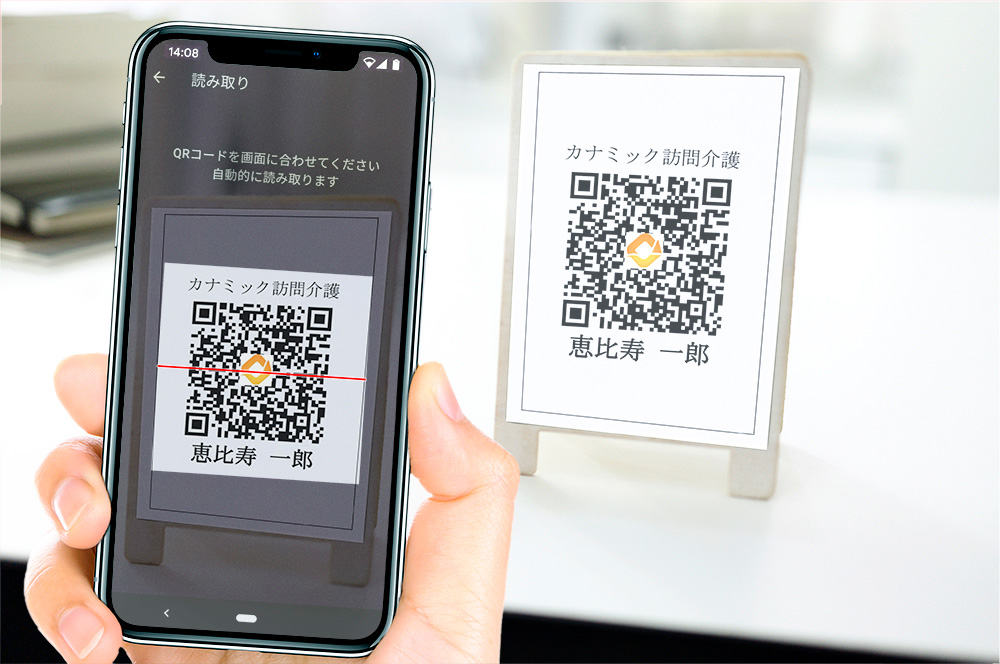 14:08
読み取り
QRコードを画面に合わせてください
自動的に読み取ります
カナミック訪問介護
恵比寿 一郎
カナミック訪問介護
恵比寿 一郎